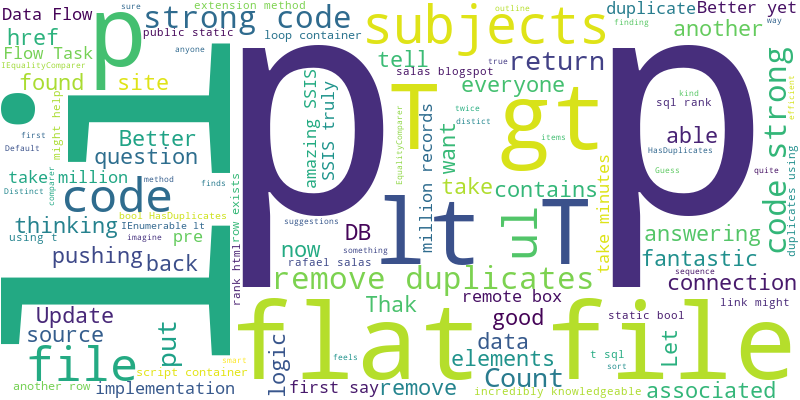 Data Flow
sure
extension method
strong code
outline
subjects
duplicate
Better yet
href
public static
anyone
p
loop container
another
finding
way
Flow Task
IEqualityComparer
tell
return
found
site
salas blogspot
true
everyone
kind
sql rank
li
p
T
gt
p
code strong
efficient
might help
amazing SSIS
SSIS truly
EqualityComparer
million records
want
twice
distict
items
able
HasDuplicates
first
Default
Better
question
method
take
million
Distinct
comparer
finds
code
take
contains
Guess
quite
duplicates using
lt
T
ul
bool HasDuplicates
suggestions
thinking
IEnumerable lt
row exists
DB
something
take minutes
answering
using t
imagine
pre
now
rafael salas
fantastic
pushing
back
rank html
remove duplicates
sequence
connection
Thak
remote box
link might
li
Update
source
put
flat file
good
static bool
data
t sql
Let
file
smart
logic
feels
elements
sort
script container
Count
another row
implementation
first say
remove
incredibly knowledgeable
associated